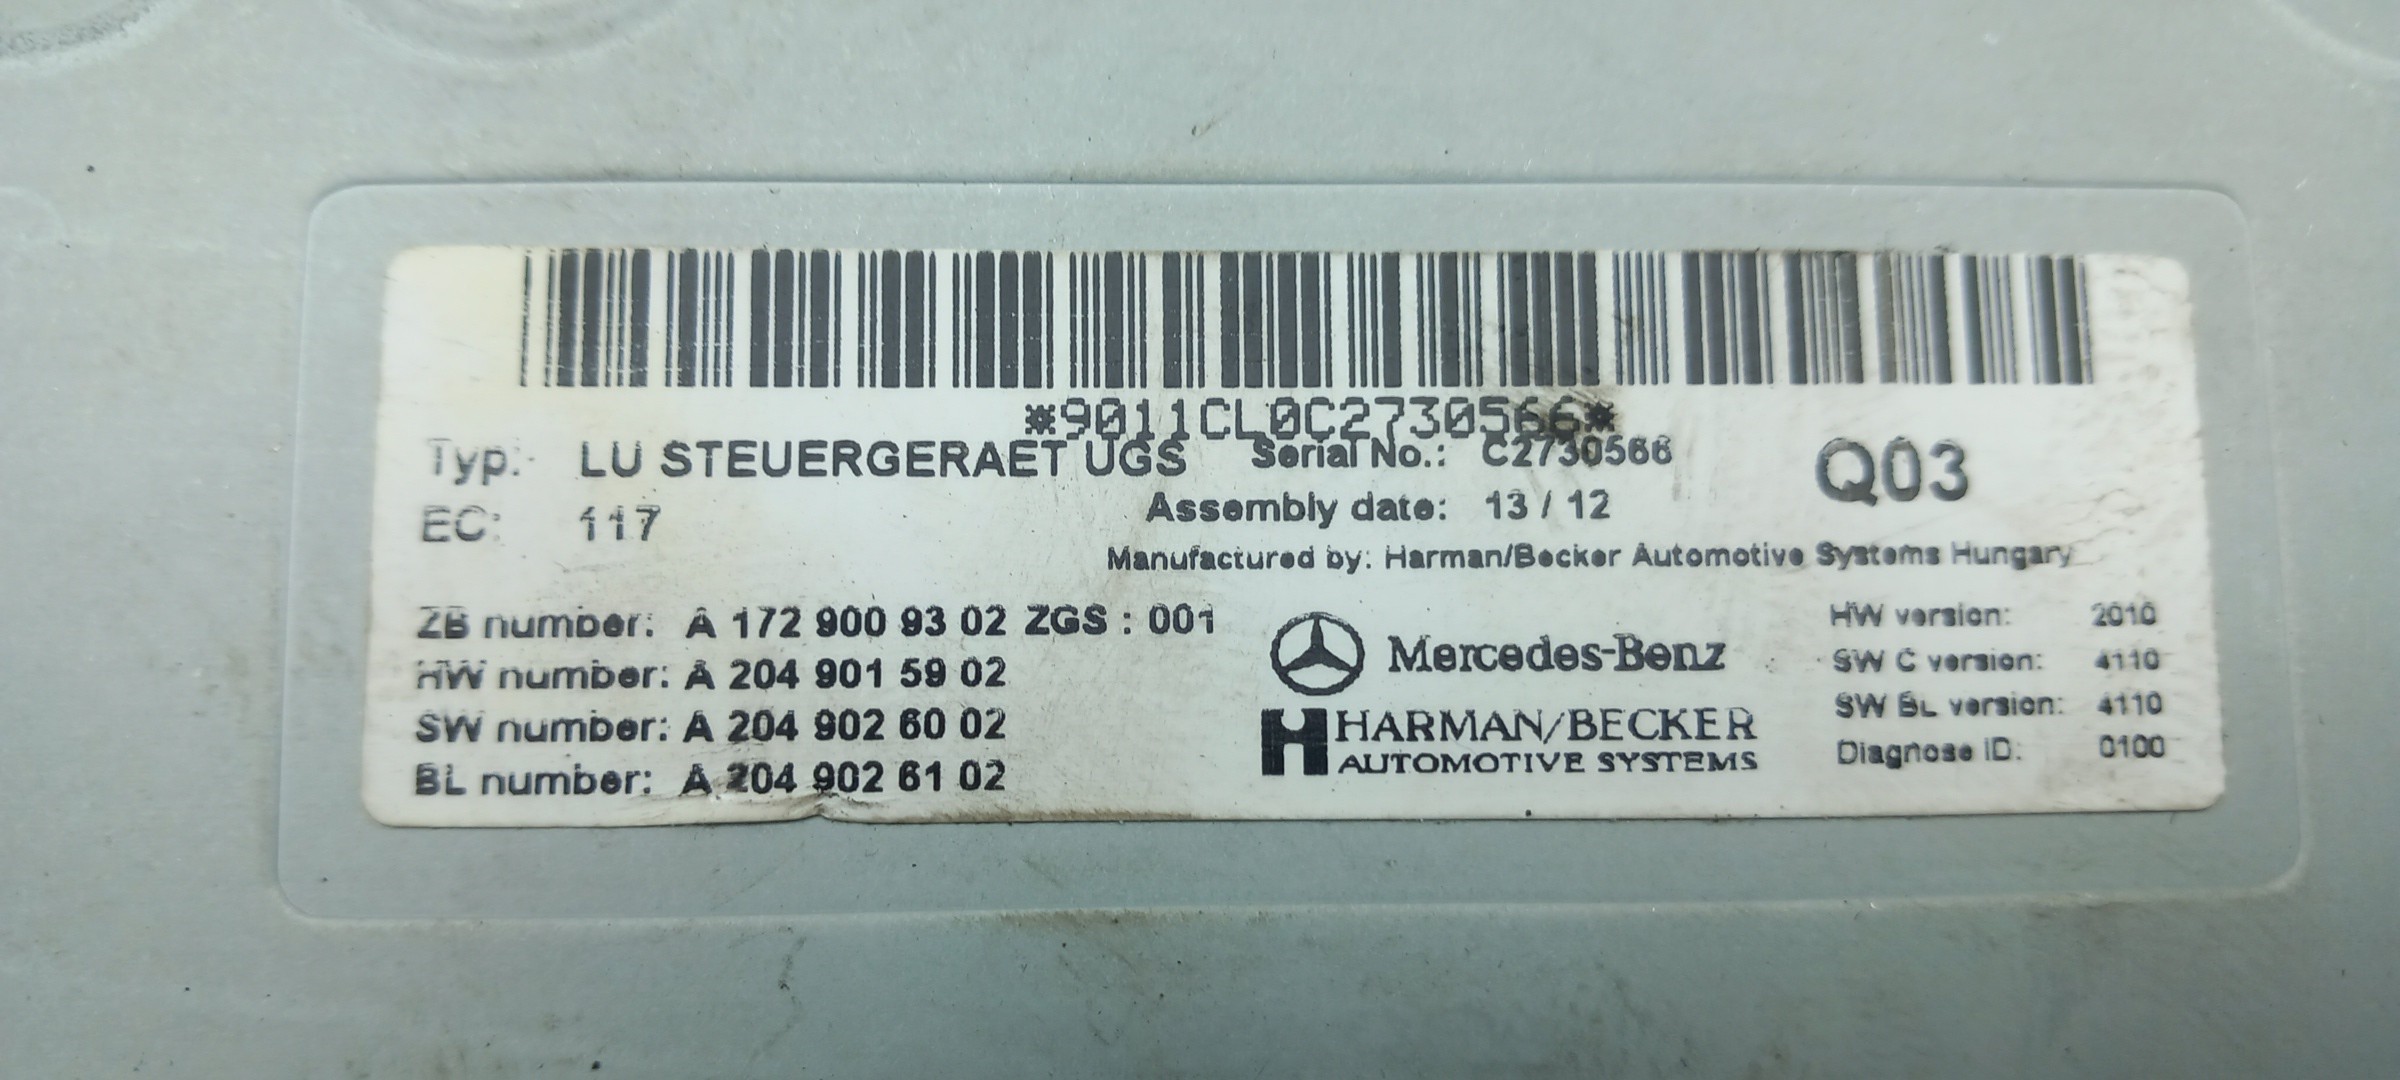 *9011CL0C2730566*
Typ: LU STEUERGERAET UGS Serial No.: C2730566 Q03
EC: 117 Assembly date: 13 / 12
Manufactured by: Harman/Becker Automotive Systems Hungary
ZB number: A 172 900 93 02 ZGS : 001
HW number: A 204 901 59 02
SW number: A 204 902 60 02
BL number: A 204 902 61 02
Mercedes-Benz
HARMAN/BECKER
AUTOMOTIVE SYSTEMS
HW version: 2010
SW C version: 4110
SW BL version: 4110
Diagnose ID: 0100